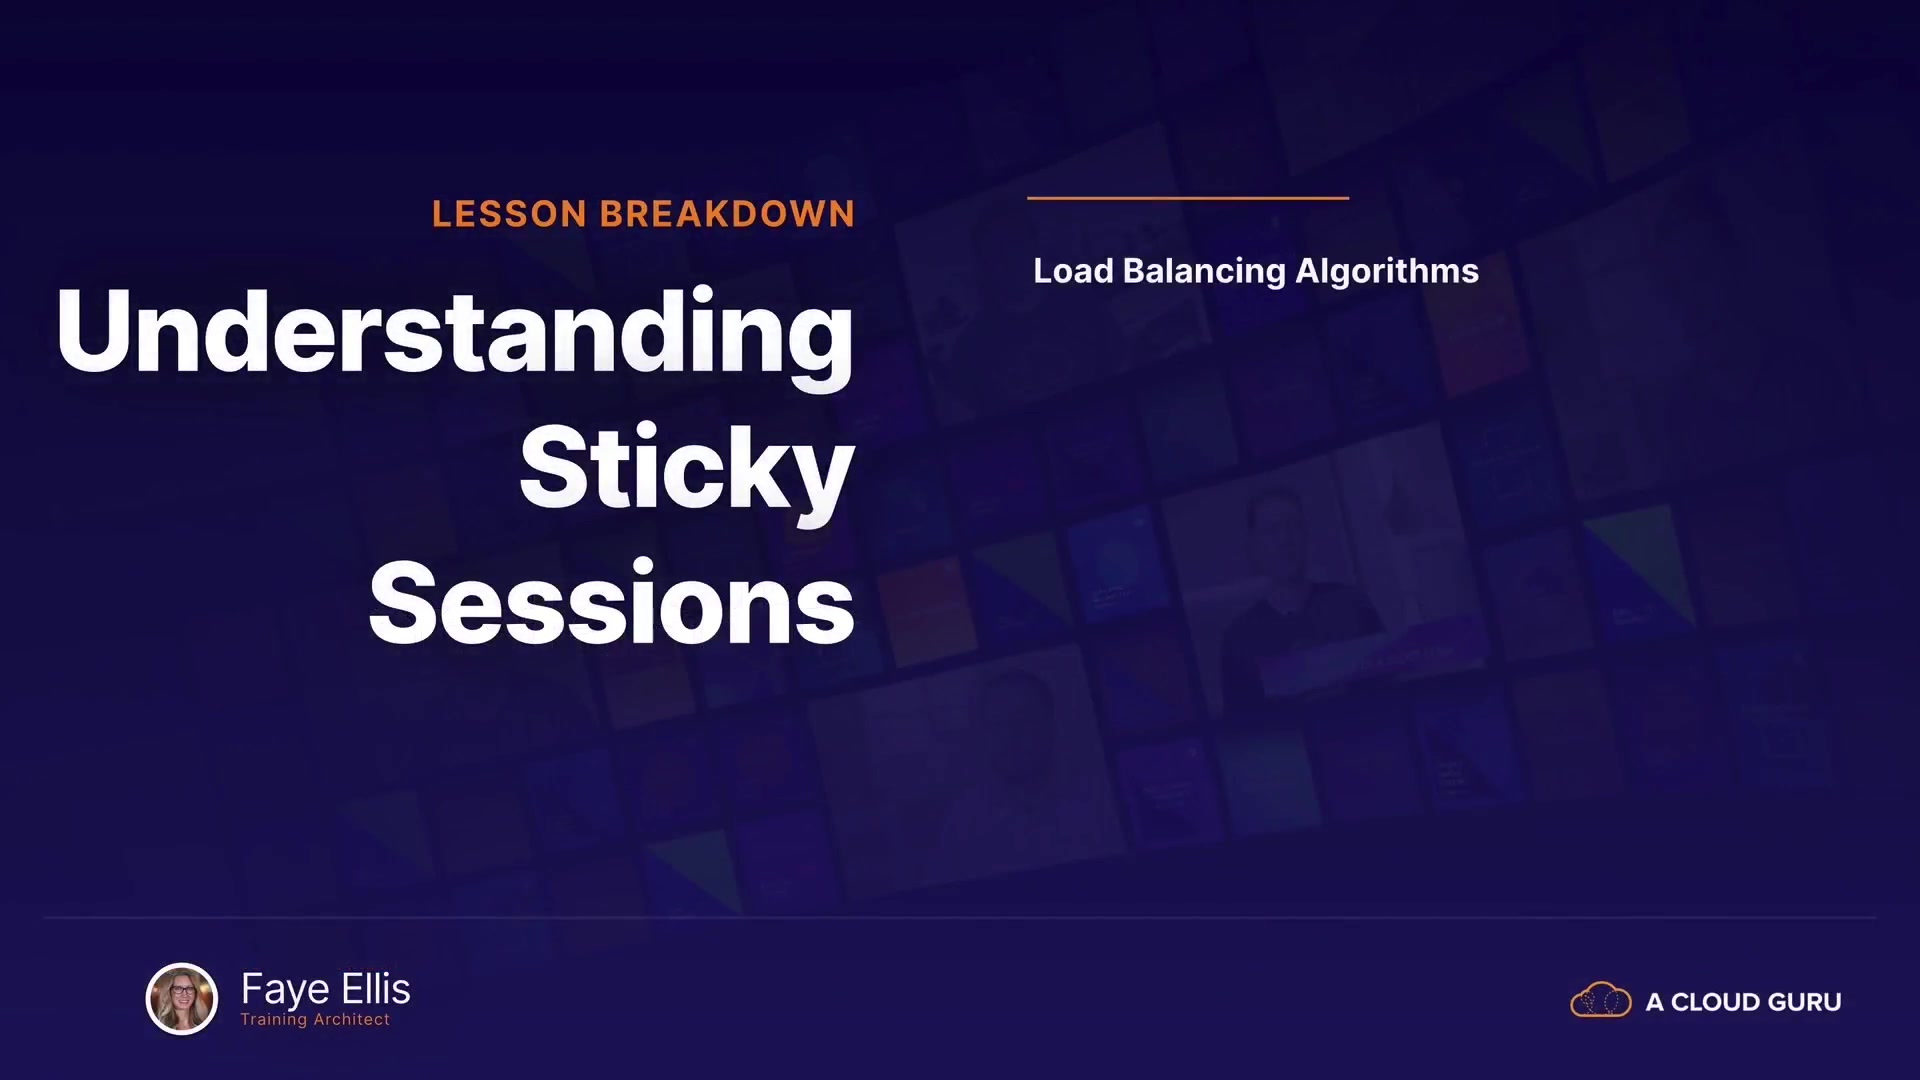 LESSON BREAKDOWN
Understanding
Sticky
Sessions
Load Balancing Algorithms
Faye Ellis
Training Architect
A CLOUD GURU